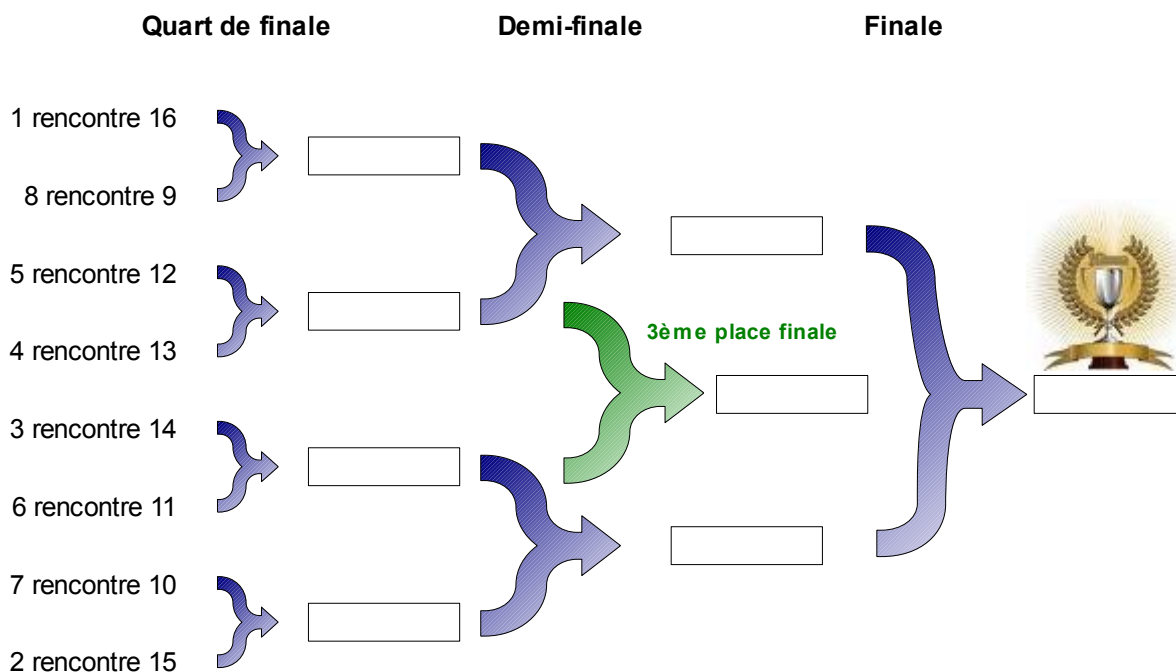 Quart de finale
Demi-finale
Finale
1 rencontre 16
8 rencontre 9
5 rencontre 12
4 rencontre 13
3ème place finale
3 rencontre 14
6 rencontre 11
7 rencontre 10
2 rencontre 15